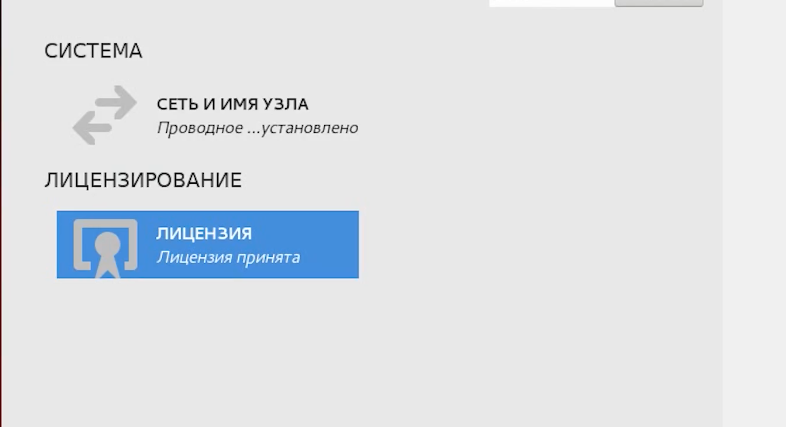 СИСТЕМА
СЕТЬ И ИМЯ УЗЛА
Проводное ...установлено
ЛИЦЕНЗИРОВАНИЕ
ЛИЦЕНЗИЯ
Лицензия принята